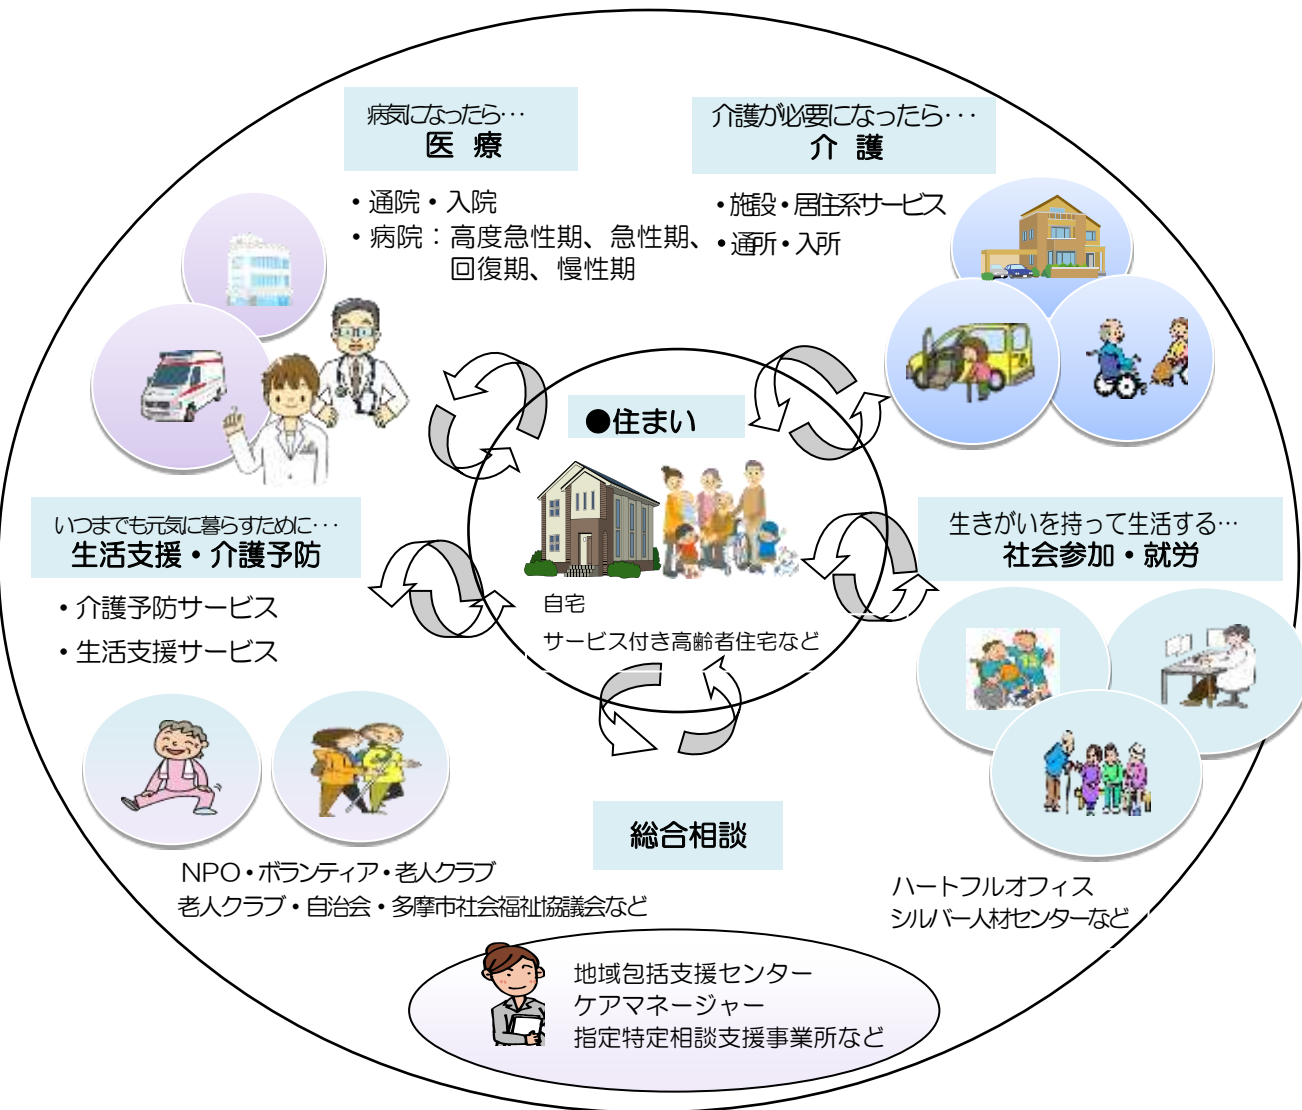 病気になったら・・・
医 療
・通院・入院
・病院：高度急性期、急性期、
回復期、慢性期
介護が必要になったら・・・
介 護
・施設・居住系サービス
・通所・入所
●住まい
自宅
サービス付き高齢者住宅など
いつまでも元気に暮らすために・・・
生活支援・介護予防
・介護予防サービス
・生活支援サービス
NPO・ボランティア・老人クラブ
老人クラブ・自治会・多摩市社会福祉協議会など
生きがいを持って生活する…
社会参加・就労
ハートフルオフィス
シルバー人材センターなど
総合相談
地域包括支援センター
ケアマネージャー
指定特定相談支援事業所など